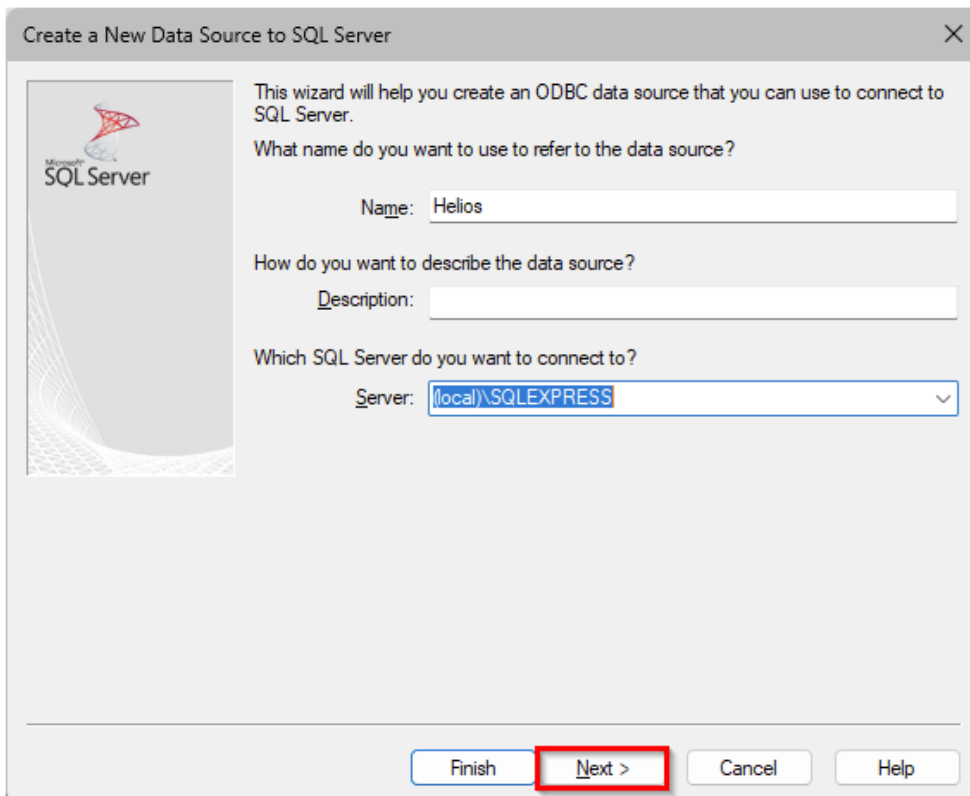 Create a New Data Source to SQL Server
This wizard will help you create an ODBC data source that you can use to connect to
SQL Server.
What name do you want to use to refer to the data source?
Microsoft
SQL Server
Name: Helios
How do you want to describe the data source?
Description:
Which SQL Server do you want to connect to?
Server: (local)\SQLEXPRESS
Finish Next > Cancel Help